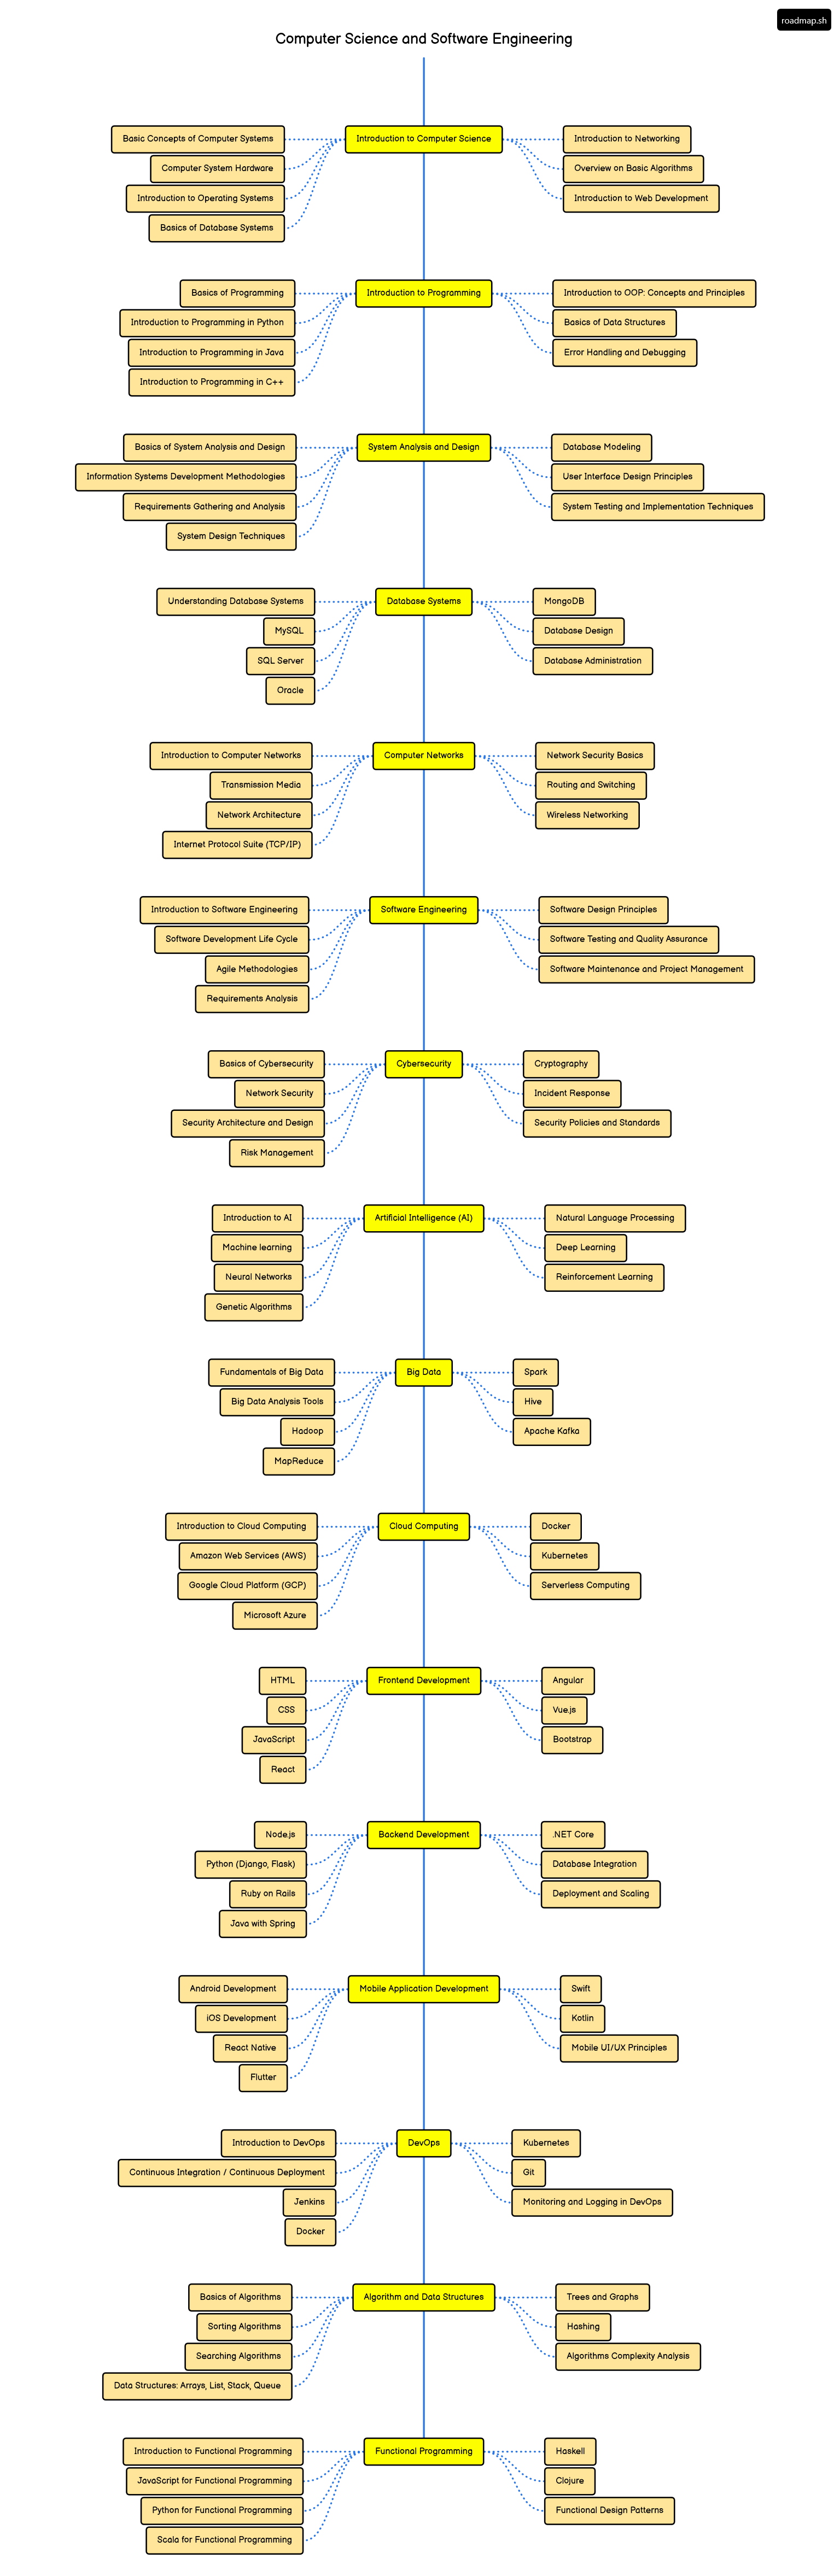 roadmap.sh
Computer Science and Software Engineering
Introduction to Computer Science
Basic Concepts of Computer Systems
Computer System Hardware
Introduction to Operating Systems
Basics of Database Systems
Introduction to Networking
Overview on Basic Algorithms
Introduction to Web Development
Introduction to Programming
Basics of Programming
Introduction to Programming in Python
Introduction to Programming in Java
Introduction to Programming in C++
Introduction to OOP: Concepts and Principles
Basics of Data Structures
Error Handling and Debugging
System Analysis and Design
Basics of System Analysis and Design
Information Systems Development Methodologies
Requirements Gathering and Analysis
System Design Techniques
Database Modeling
User Interface Design Principles
System Testing and Implementation Techniques
Database Systems
Understanding Database Systems
MySQL
SQL Server
Oracle
MongoDB
Database Design
Database Administration
Computer Networks
Introduction to Computer Networks
Transmission Media
Network Architecture
Internet Protocol Suite (TCP/IP)
Network Security Basics
Routing and Switching
Wireless Networking
Software Engineering
Introduction to Software Engineering
Software Development Life Cycle
Agile Methodologies
Requirements Analysis
Software Design Principles
Software Testing and Quality Assurance
Software Maintenance and Project Management
Cybersecurity
Basics of Cybersecurity
Network Security
Security Architecture and Design
Risk Management
Cryptography
Incident Response
Security Policies and Standards
Artificial Intelligence (AI)
Introduction to AI
Machine learning
Neural Networks
Genetic Algorithms
Natural Language Processing
Deep Learning
Reinforcement Learning
Big Data
Fundamentals of Big Data
Big Data Analysis Tools
Hadoop
MapReduce
Spark
Hive
Apache Kafka
Cloud Computing
Introduction to Cloud Computing
Amazon Web Services (AWS)
Google Cloud Platform (GCP)
Microsoft Azure
Docker
Kubernetes
Serverless Computing
Frontend Development
HTML
CSS
JavaScript
React
Angular
Vue.js
Bootstrap
Backend Development
Node.js
Python (Django, Flask)
Ruby on Rails
Java with Spring
.NET Core
Database Integration
Deployment and Scaling
Mobile Application Development
Android Development
iOS Development
React Native
Flutter
Swift
Kotlin
Mobile UI/UX Principles
DevOps
Introduction to DevOps
Continuous Integration / Continuous Deployment
Jenkins
Docker
Kubernetes
Git
Monitoring and Logging in DevOps
Algorithm and Data Structures
Basics of Algorithms
Sorting Algorithms
Searching Algorithms
Data Structures: Arrays, List, Stack, Queue
Trees and Graphs
Hashing
Algorithms Complexity Analysis
Functional Programming
Introduction to Functional Programming
JavaScript for Functional Programming
Python for Functional Programming
Scala for Functional Programming
Haskell
Clojure
Functional Design Patterns